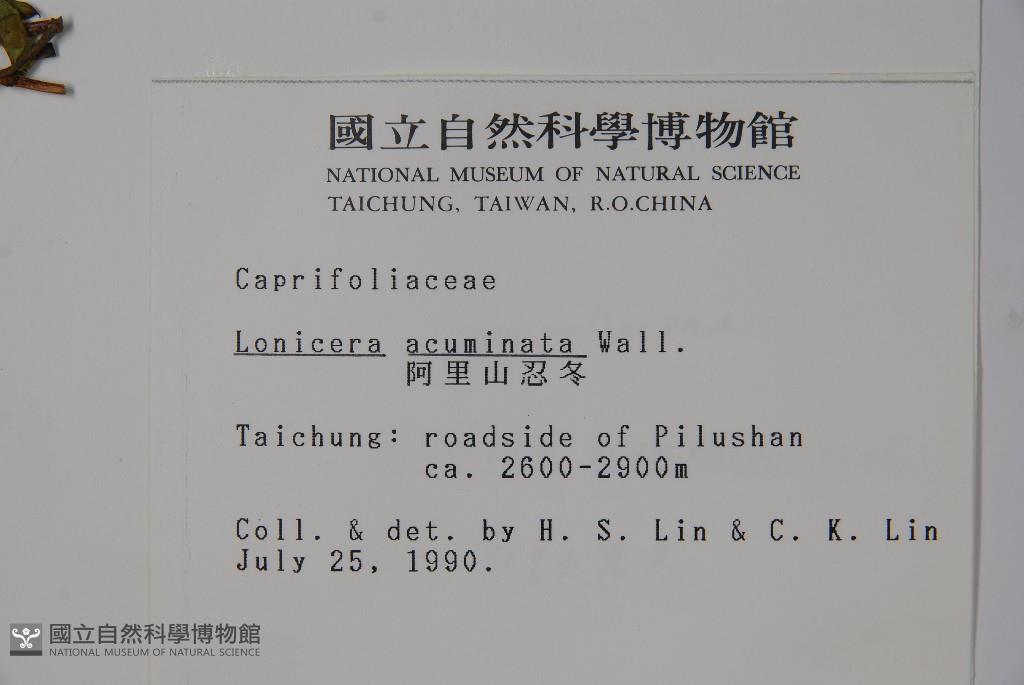 國立自然科學博物館
NATIONAL MUSEUM OF NATURAL SCIENCE
TAICHUNG, TAIWAN, R.O.CHINA
Caprifoliaceae
Lonicera acuminata Wall.
阿里山忍冬
Taichung: roadside of Pilushan
ca. 2600-2900m
Coll. & det. by H. S. Lin & C. K. Lin
July 25, 1990.
國立自然科學博物館
NATIONAL MUSEUM OF NATURAL SCIENCE